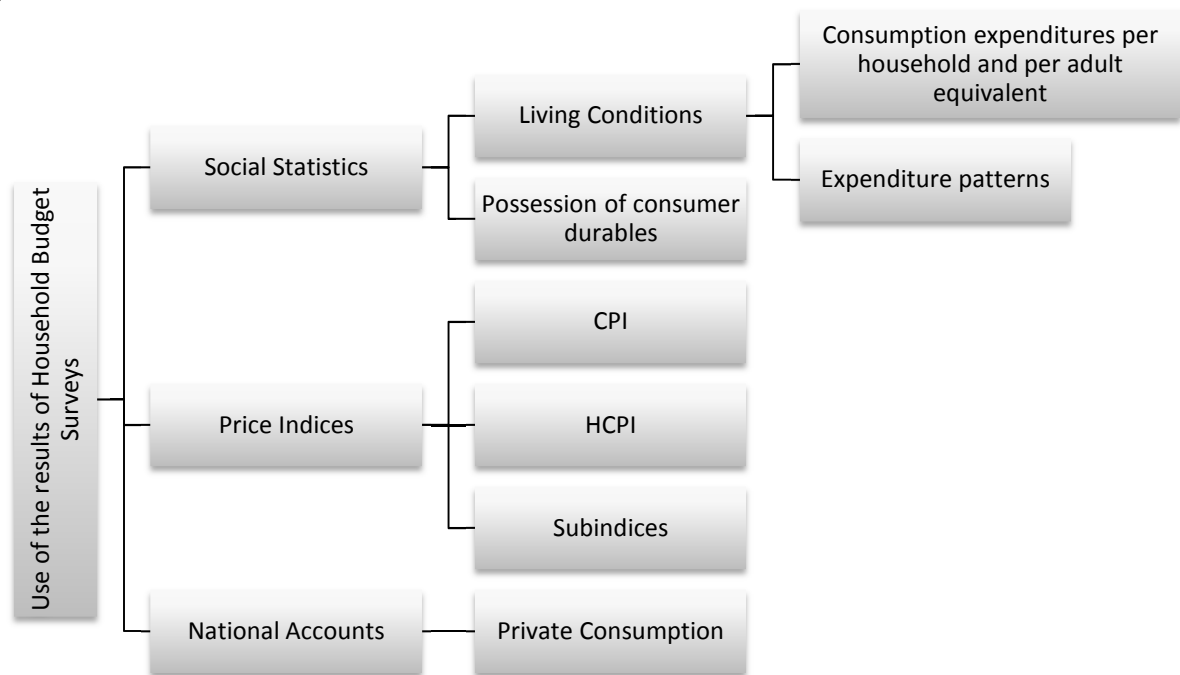 Use of the results of Household Budget
Surveys
Social Statistics
Living Conditions
Consumption expenditures per
household and per adult
equivalent
Expenditure patterns
Possession of consumer
durables
Price Indices
CPI
HCPI
Subindices
National Accounts
Private Consumption